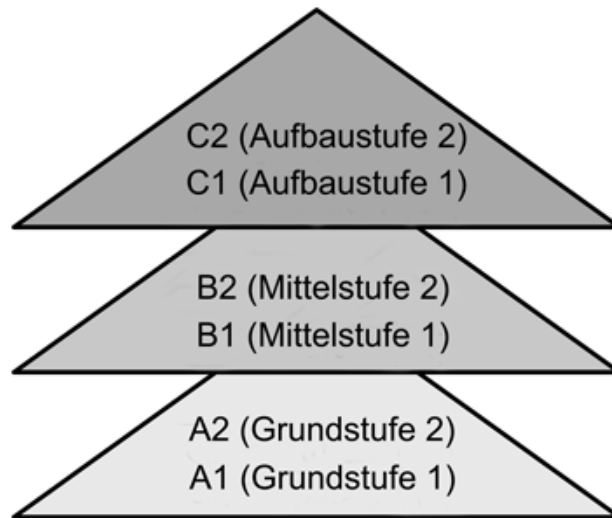 C2 (Aufbaustufe 2)
C1 (Aufbaustufe 1)
B2 (Mittelstufe 2)
B1 (Mittelstufe 1)
A2 (Grundstufe 2)
A1 (Grundstufe 1)